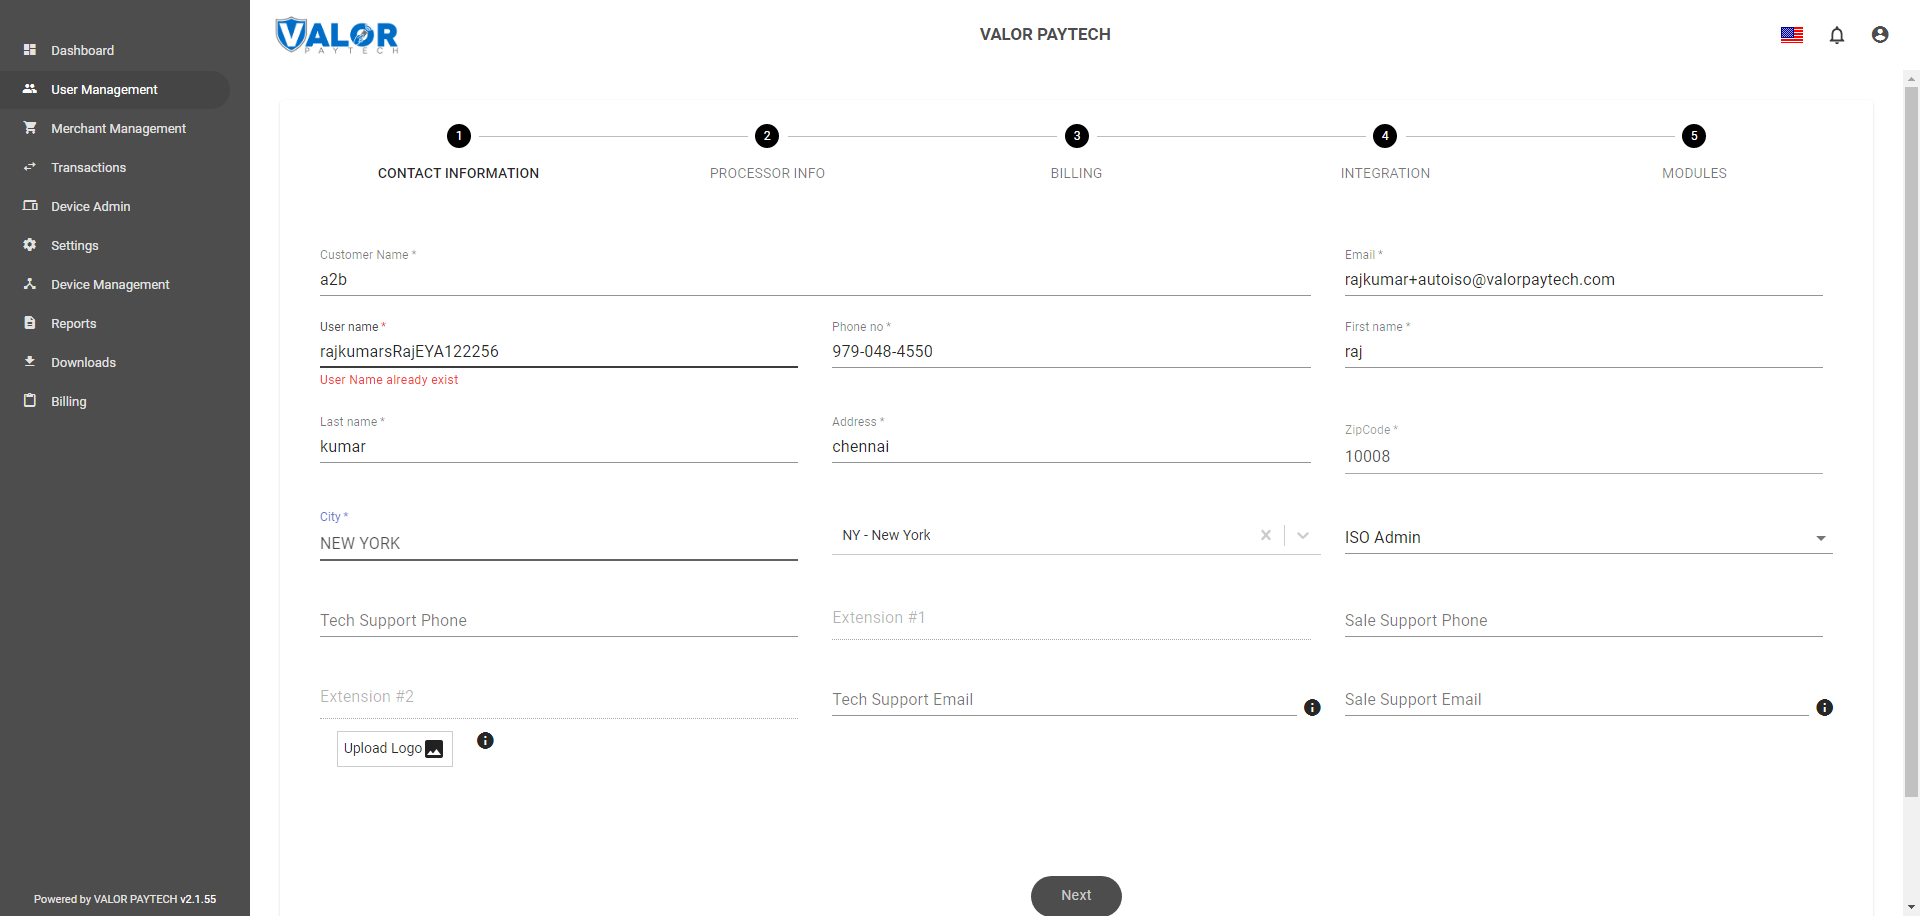 Dashboard
User Management
Merchant Management
Transactions
Device Admin
Settings
Device Management
Reports
Downloads
Billing
Powered by VALOR PAYTECH v2.1.55
VALOR
PAYTECH
VALOR PAYTECH
1
2
3
4
5
CONTACT INFORMATION
PROCESSOR INFO
BILLING
INTEGRATION
MODULES
Customer Name *
a2b
Email *
rajkumar+autoiso@valorpaytech.com
User name *
rajkumarsRajEYA122256
User Name already exist
Phone no *
979-048-4550
First name *
raj
Last name *
kumar
Address *
chennai
ZipCode *
10008
City *
NEW YORK
NY - New York
ISO Admin
Tech Support Phone
Extension #1
Sale Support Phone
Extension #2
Tech Support Email
Sale Support Email
Upload Logo
Next